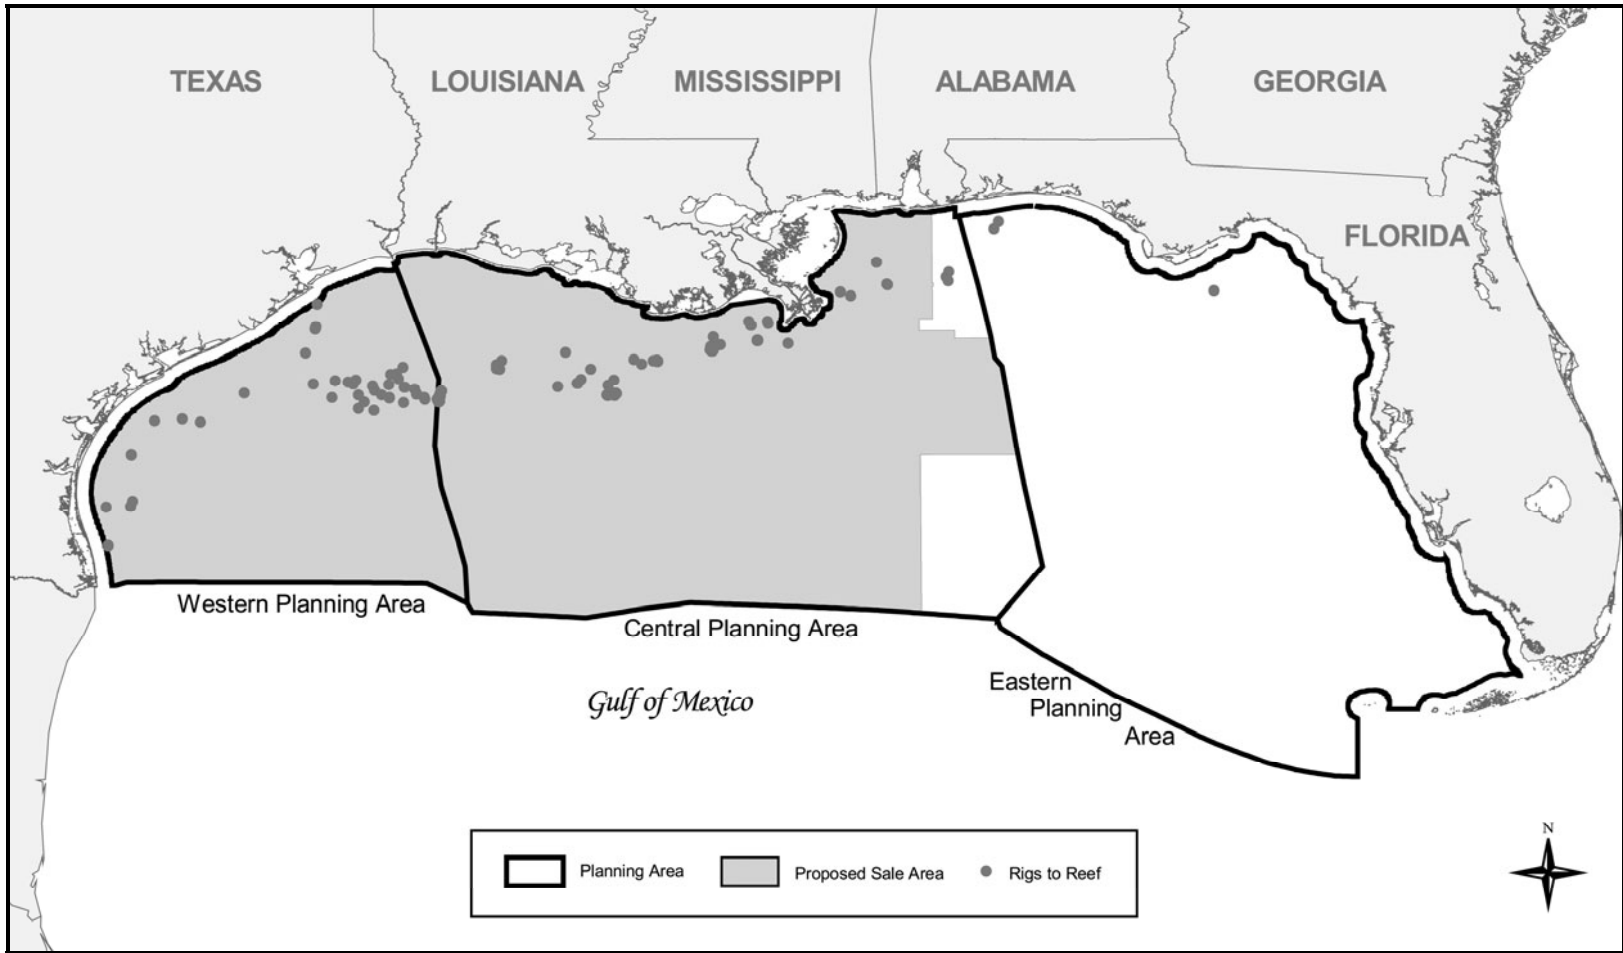 TEXAS
LOUISIANA
MISSISSIPPI
ALABAMA
GEORGIA
FLORIDA
Western Planning Area
Central Planning Area
Eastern
Planning
Area
Gulf of Mexico
Planning Area
Proposed Sale Area
Rigs to Reef
N